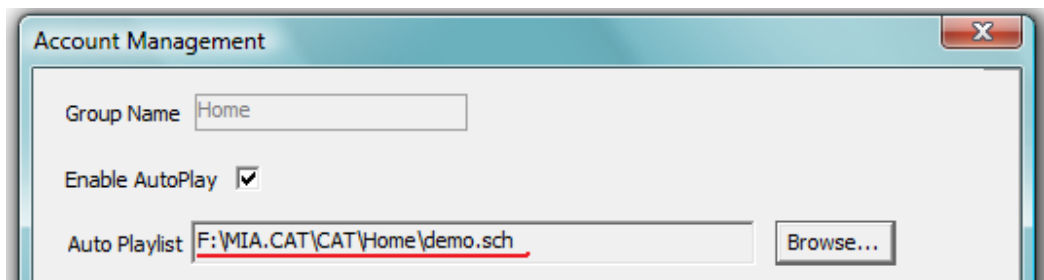 Account Management
Group Name Home
Enable AutoPlay
Auto Playlist F:\MIA.CAT\CAT\Home\demo.sch Browse...